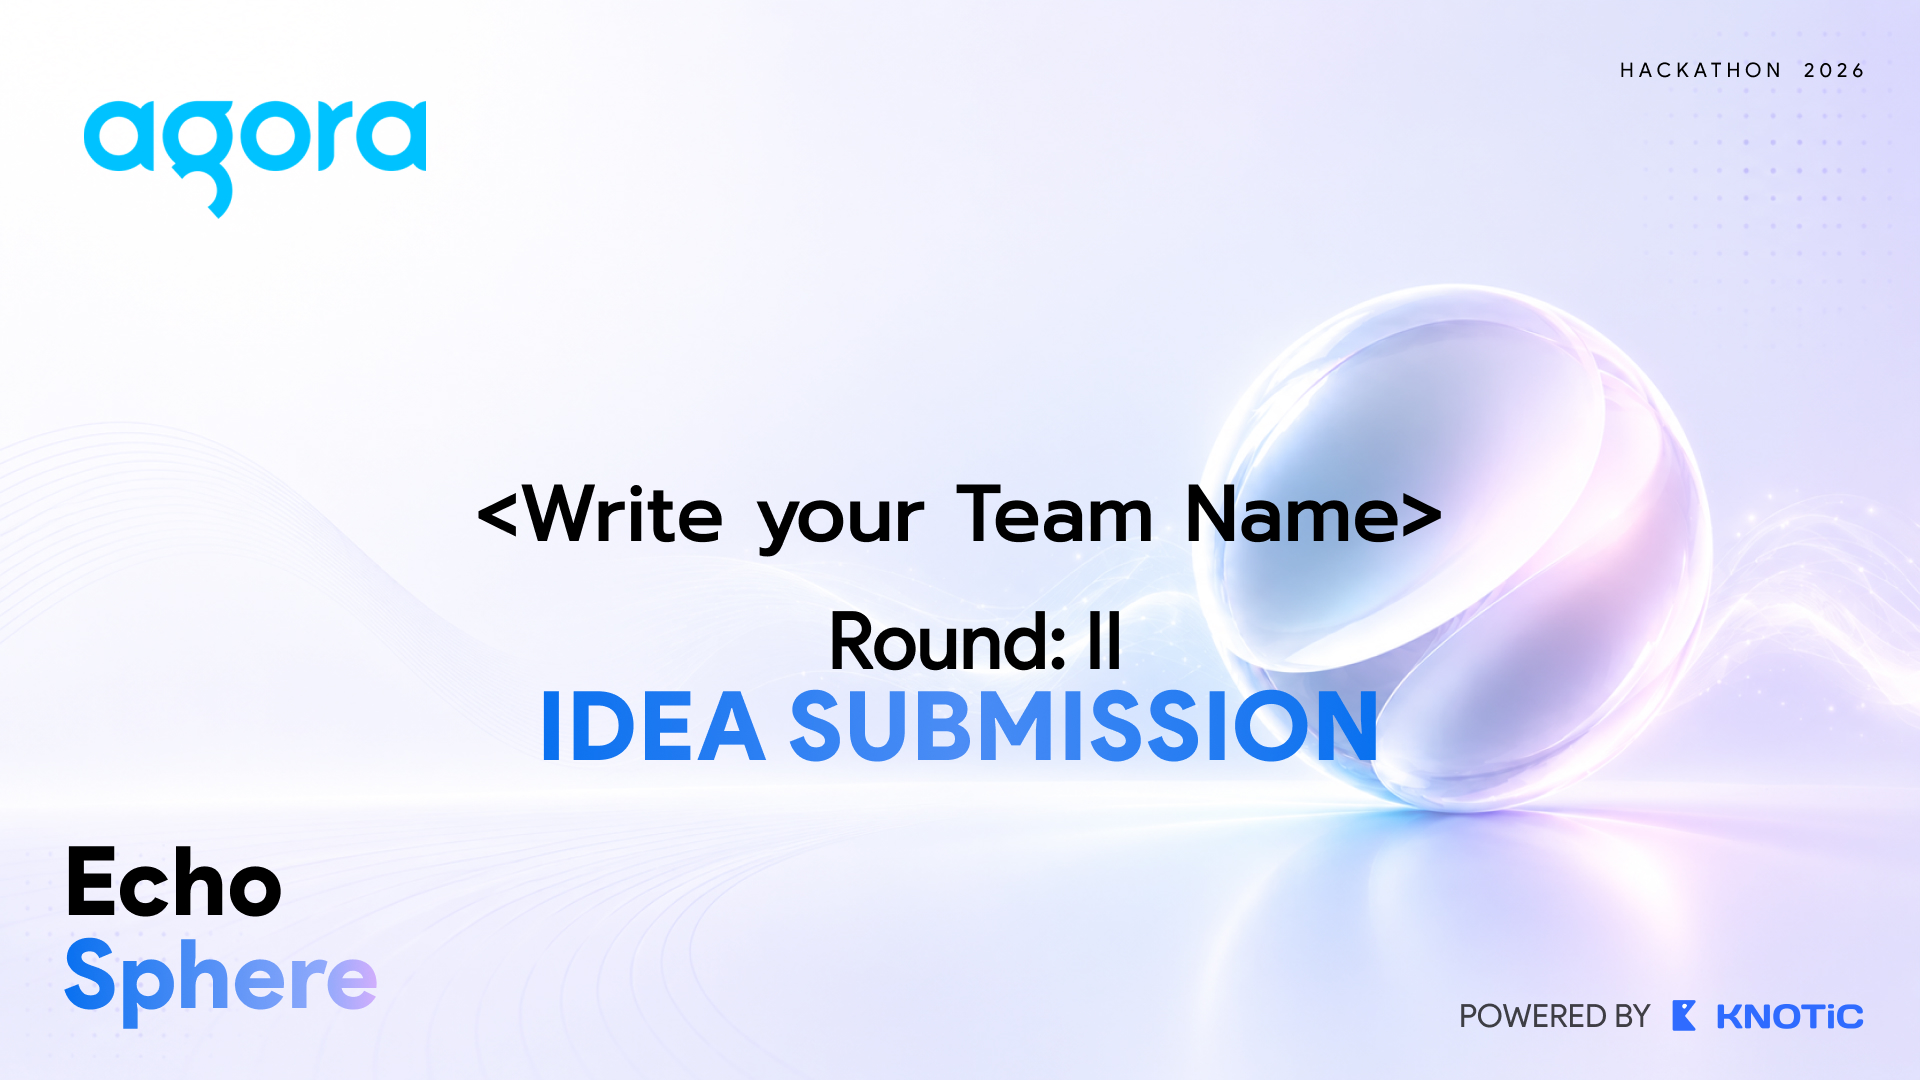 agora
HACKATHON 2026
<Write your Team Name>
Round: II
IDEA SUBMISSION
Echo
Sphere
POWERED BY KNOTiC